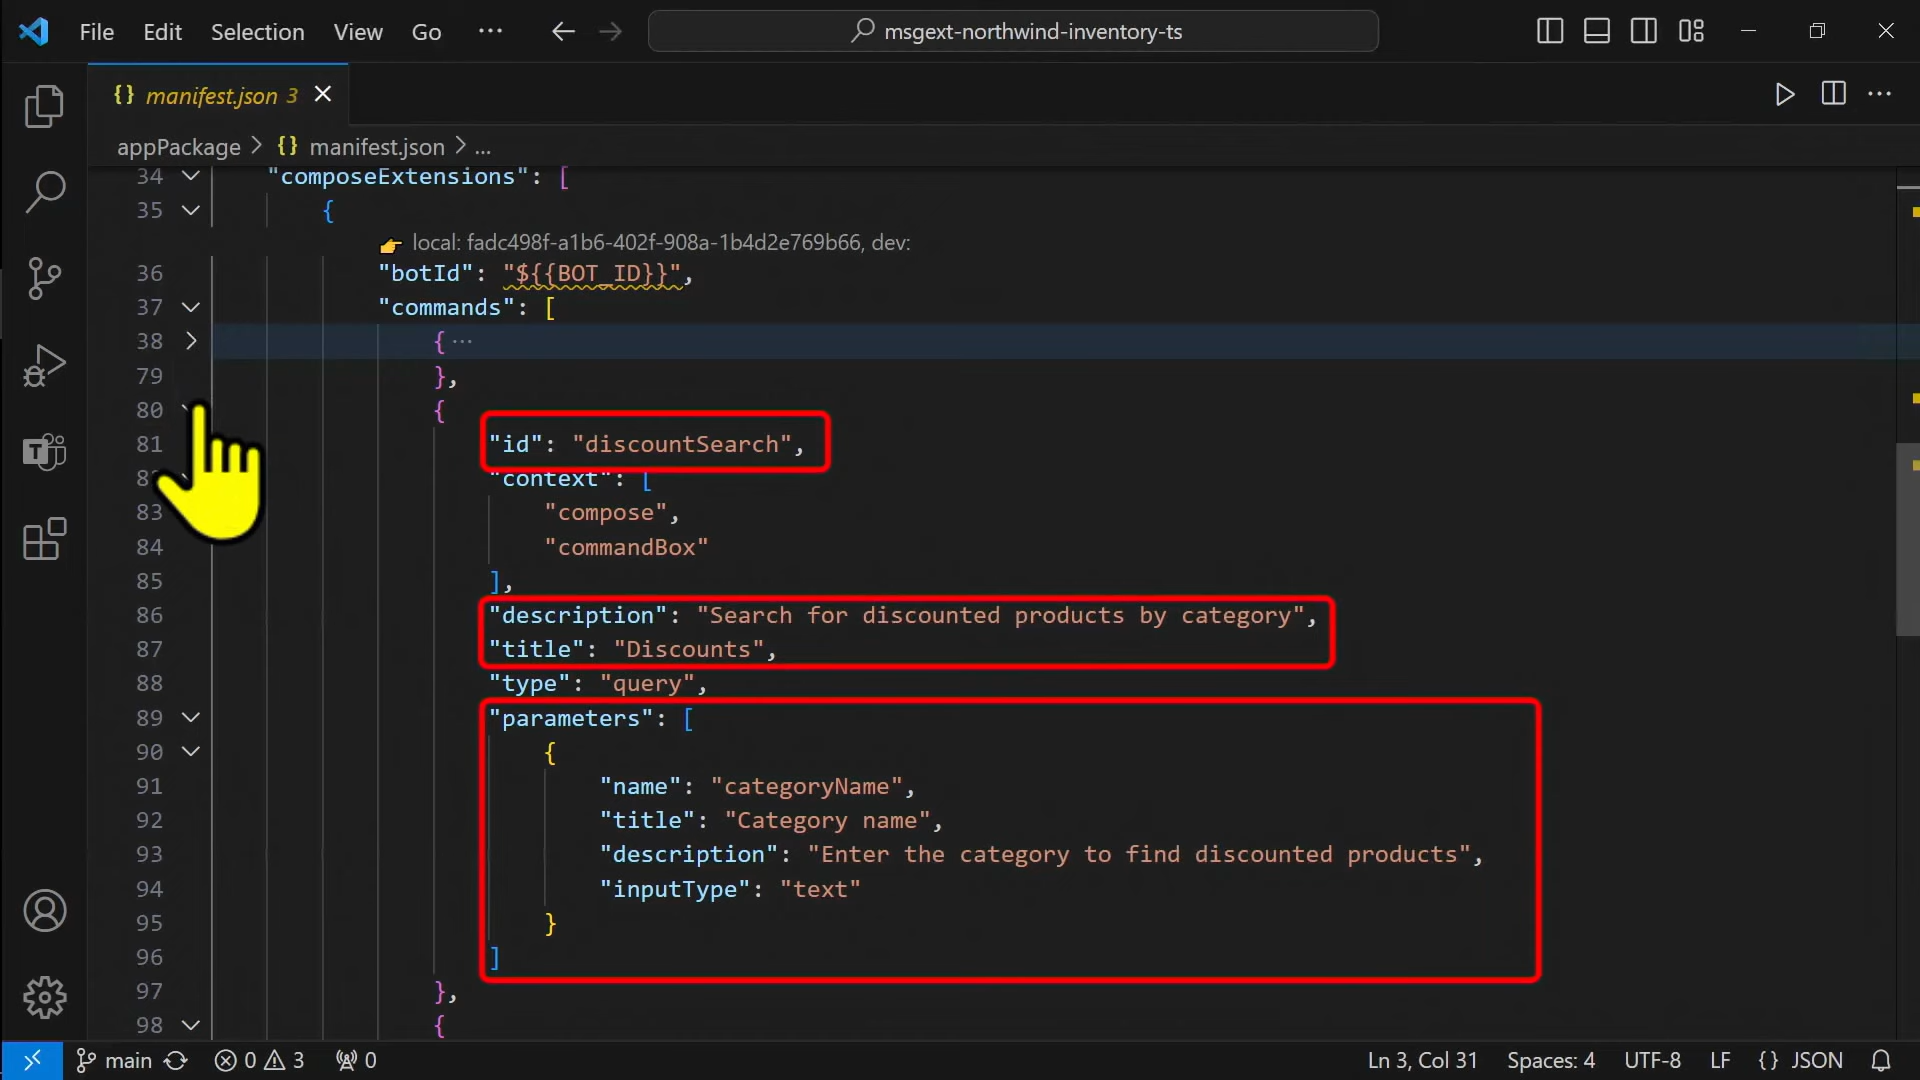 File Edit Selection View Go ··· msgext-northwind-inventory-ts
{} manifest.json 3
appPackage > {} manifest.json > ...
34 "composeExtensions": [
35 {
👉 local: fadc498f-a1b6-402f-908a-1b4d2e769b66, dev:
36 "botId": "${{BOT_ID}}",
37 "commands": [
38 { ···
79 },
80 {
81 "id": "discountSearch",
"context": [
83 "compose",
84 "commandBox"
85 ],
86 "description": "Search for discounted products by category",
87 "title": "Discounts",
88 "type": "query",
89 "parameters": [
90 {
91 "name": "categoryName",
92 "title": "Category name",
93 "description": "Enter the category to find discounted products",
94 "inputType": "text"
95 }
96 ]
97 },
98 {
main 0 3 0 Ln 3, Col 31 Spaces: 4 UTF-8 LF {} JSON